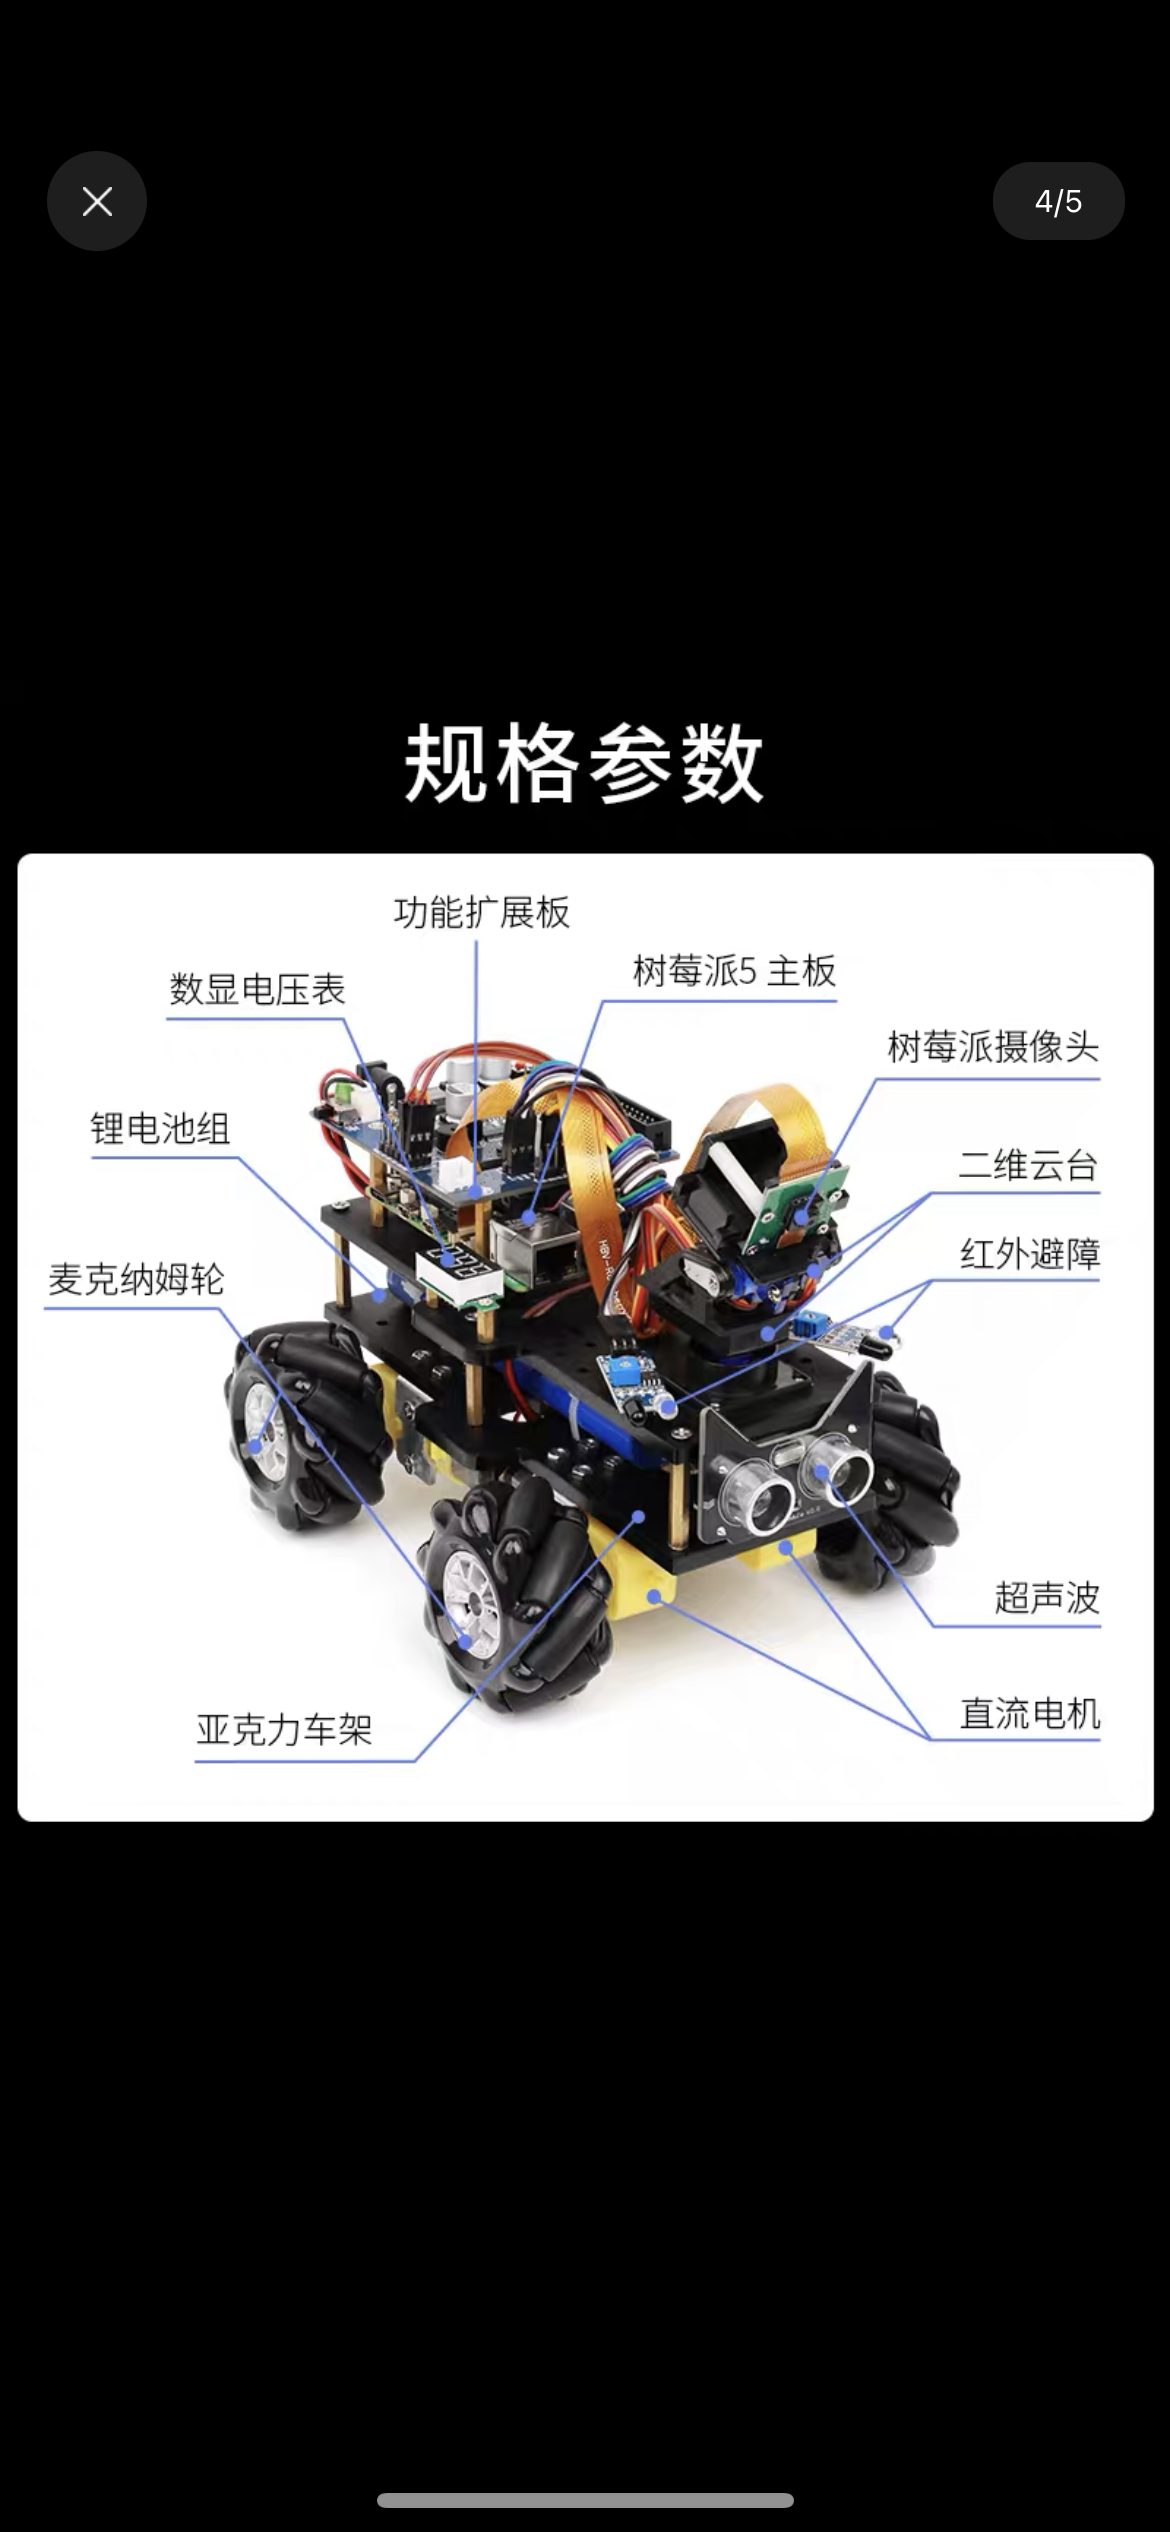 4/5
规格参数
功能扩展板
数显电压表
树莓派5 主板
树莓派摄像头
锂电池组
二维云台
红外避障
麦克纳姆轮
超声波
直流电机
亚克力车架